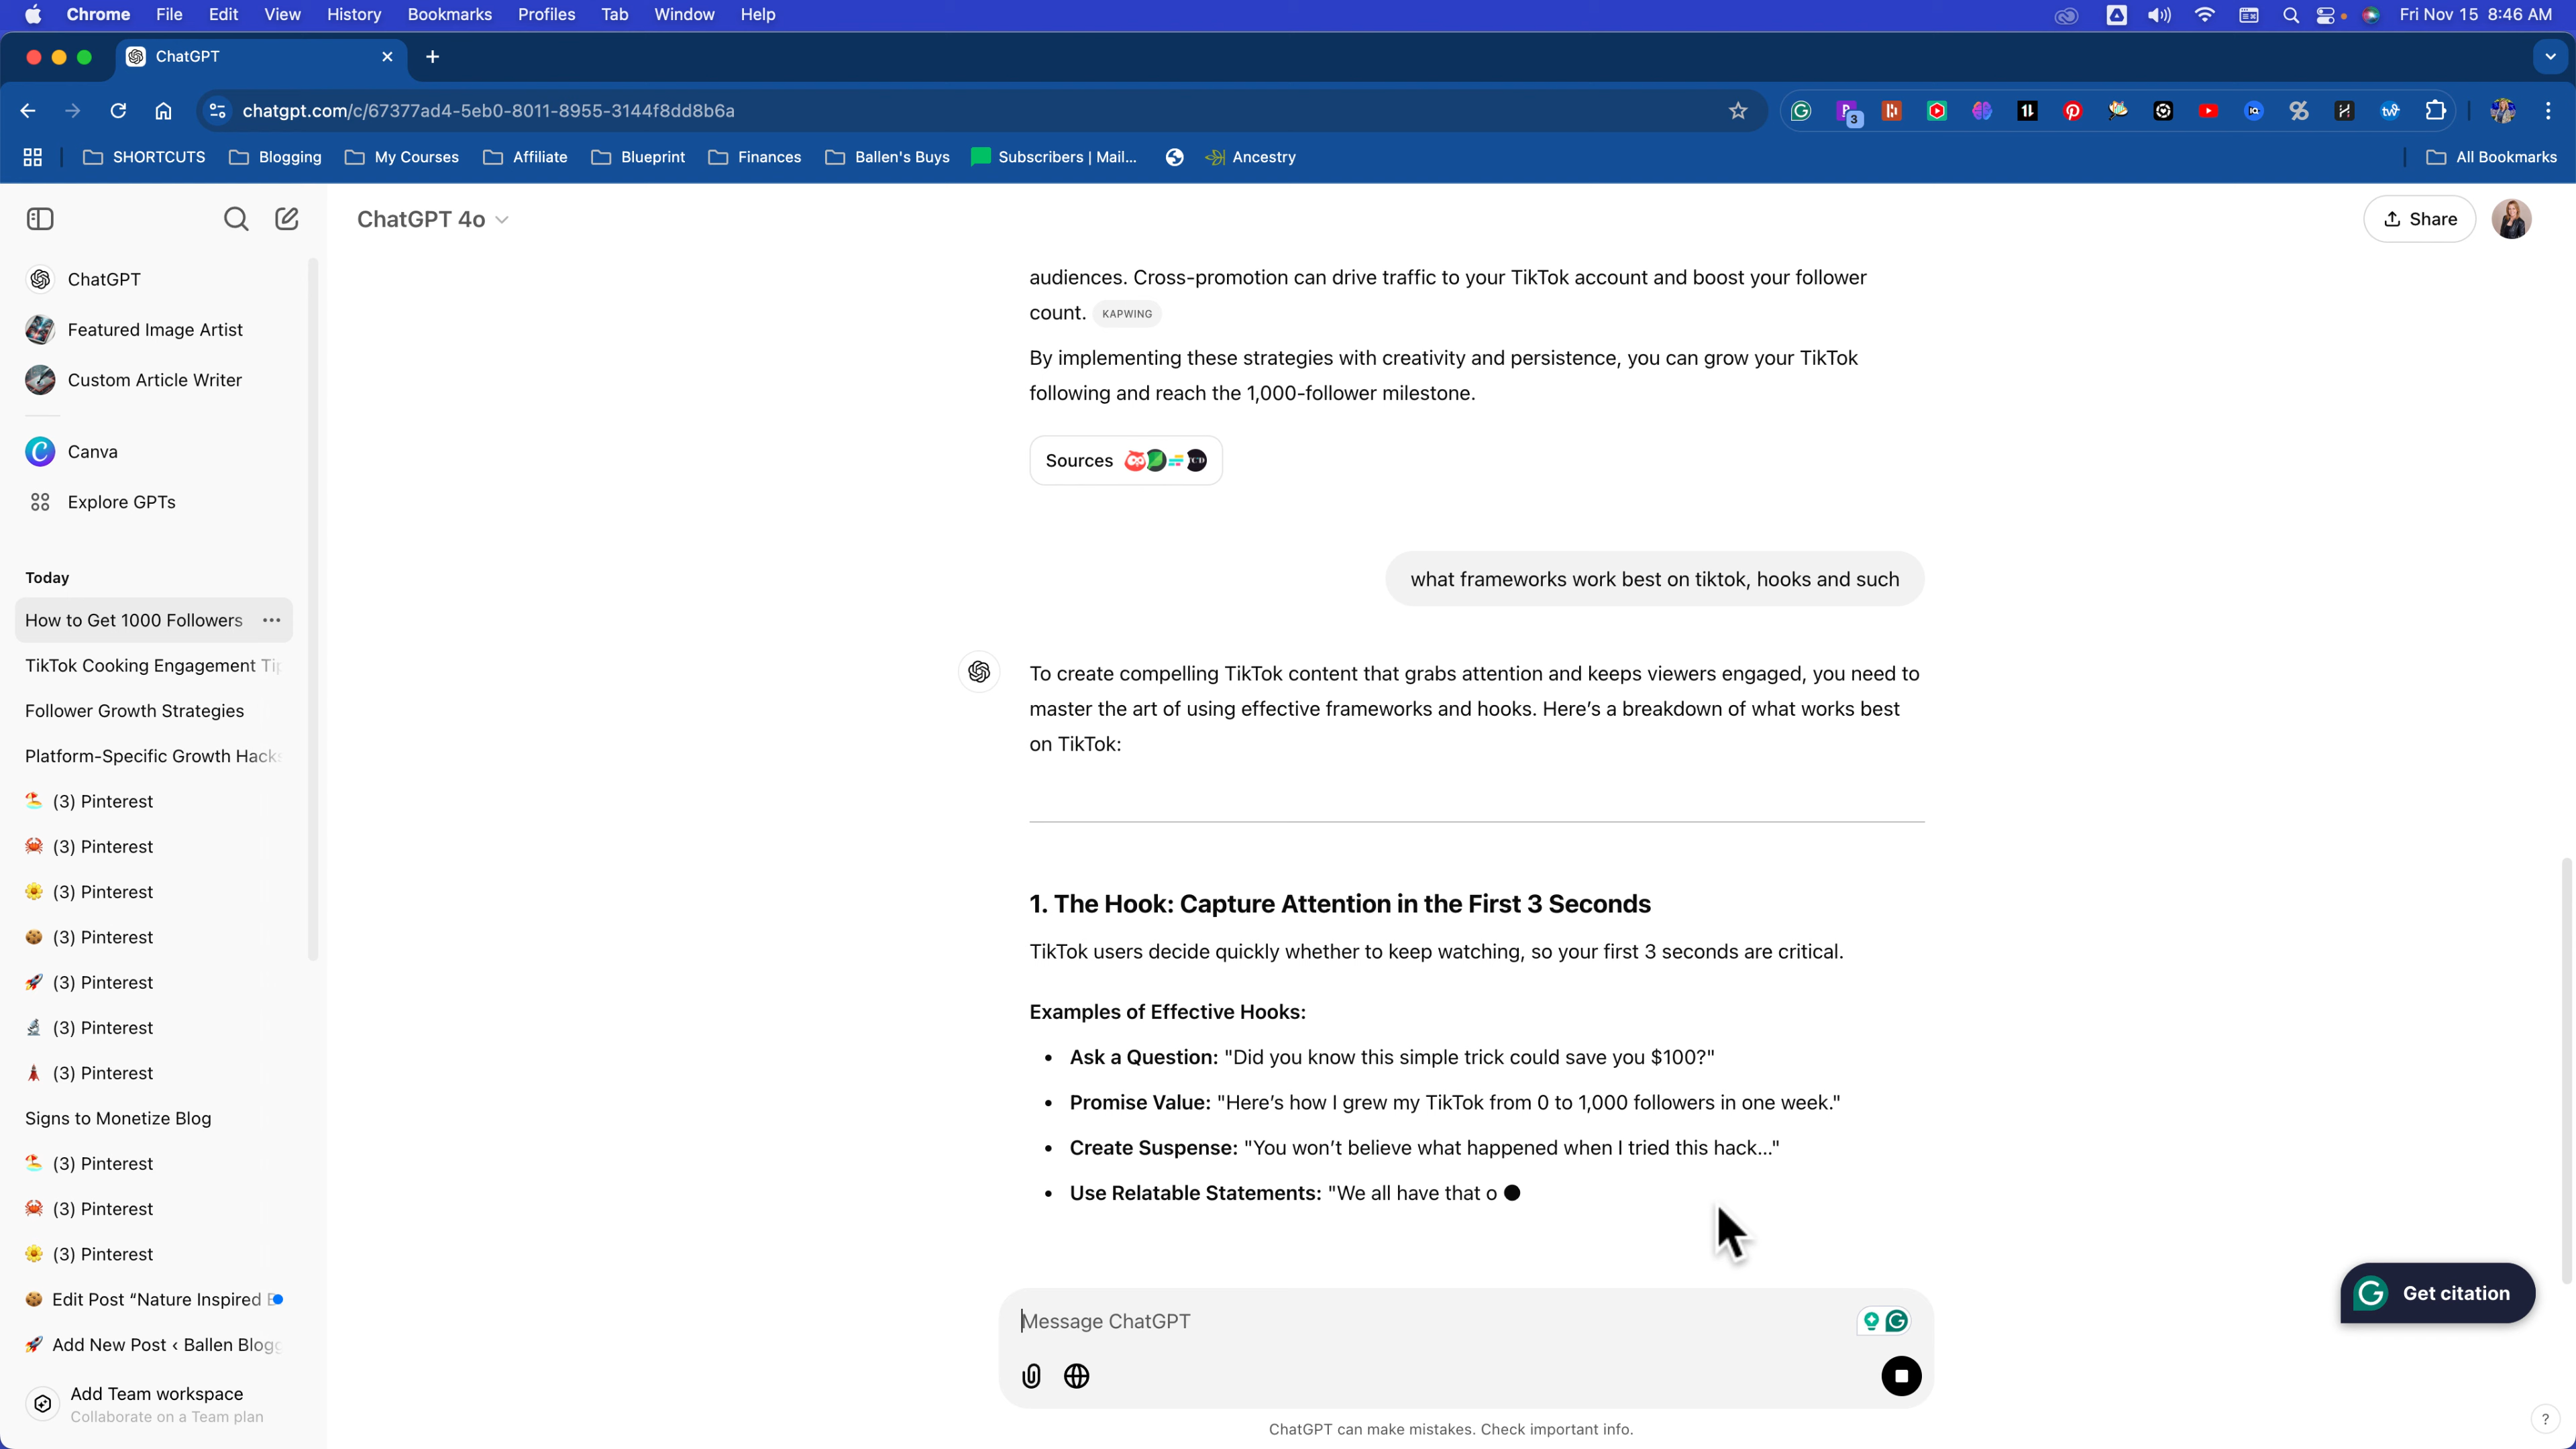 Chrome File Edit View History Bookmarks Profiles Tab Window Help Fri Nov 15 8:46 AM
ChatGPT
chatgpt.com/c/67377ad4-5eb0-8011-8955-3144f8dd8b6a
3
SHORTCUTS Blogging My Courses Affiliate Blueprint Finances Ballen's Buys Subscribers | Mail... Ancestry All Bookmarks
ChatGPT 4o
Share
ChatGPT
Featured Image Artist
Custom Article Writer
Canva
Explore GPTs
Today
How to Get 1000 Followers
TikTok Cooking Engagement
Follower Growth Strategies
Platform-Specific Growth Hacks
(3) Pinterest
(3) Pinterest
(3) Pinterest
(3) Pinterest
(3) Pinterest
(3) Pinterest
(3) Pinterest
Signs to Monetize Blog
(3) Pinterest
(3) Pinterest
(3) Pinterest
Edit Post “Nature Inspired
Add New Post ‹ Ballen Blogg
Add Team workspace
Collaborate on a Team plan
audiences. Cross-promotion can drive traffic to your TikTok account and boost your follower
count. KAPWING
By implementing these strategies with creativity and persistence, you can grow your TikTok
following and reach the 1,000-follower milestone.
Sources
what frameworks work best on tiktok, hooks and such
To create compelling TikTok content that grabs attention and keeps viewers engaged, you need to
master the art of using effective frameworks and hooks. Here’s a breakdown of what works best
on TikTok:
1. The Hook: Capture Attention in the First 3 Seconds
TikTok users decide quickly whether to keep watching, so your first 3 seconds are critical.
Examples of Effective Hooks:
• Ask a Question: "Did you know this simple trick could save you $100?"
• Promise Value: "Here’s how I grew my TikTok from 0 to 1,000 followers in one week."
• Create Suspense: "You won’t believe what happened when I tried this hack..."
• Use Relatable Statements: "We all have that o
Message ChatGPT
Get citation
ChatGPT can make mistakes. Check important info.
?